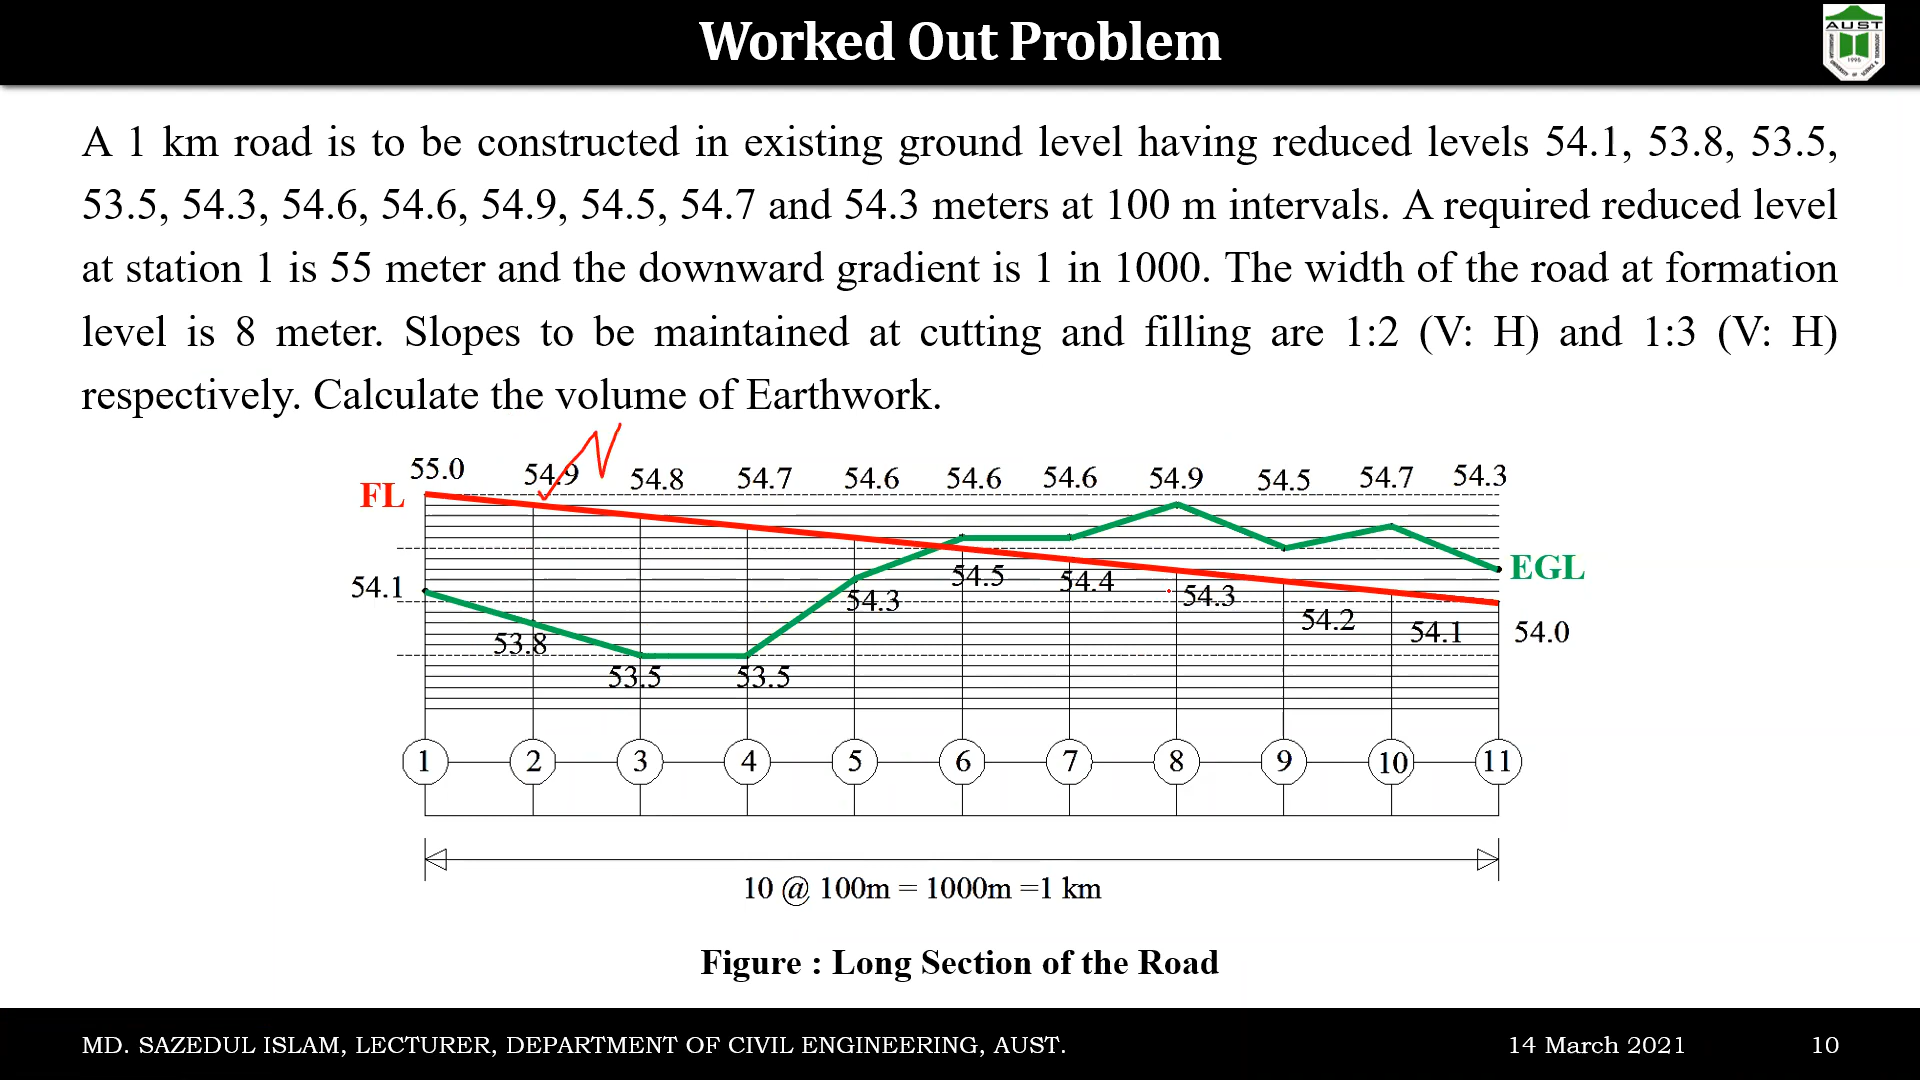 Worked Out Problem
AUST
1995
A 1 km road is to be constructed in existing ground level having reduced levels 54.1, 53.8, 53.5,
53.5, 54.3, 54.6, 54.6, 54.9, 54.5, 54.7 and 54.3 meters at 100 m intervals. A required reduced level
at station 1 is 55 meter and the downward gradient is 1 in 1000. The width of the road at formation
level is 8 meter. Slopes to be maintained at cutting and filling are 1:2 (V: H) and 1:3 (V: H)
respectively. Calculate the volume of Earthwork.
55.0 54.9 54.8 54.7 54.6 54.6 54.6 54.9 54.5 54.7 54.3
FL
EGL
54.1 53.8 53.5 53.5 54.3 54.5 54.4 54.3 54.2 54.1 54.0
1 2 3 4 5 6 7 8 9 10 11
10 @ 100m = 1000m =1 km
Figure : Long Section of the Road
MD. SAZEDUL ISLAM, LECTURER, DEPARTMENT OF CIVIL ENGINEERING, AUST. 14 March 2021 10